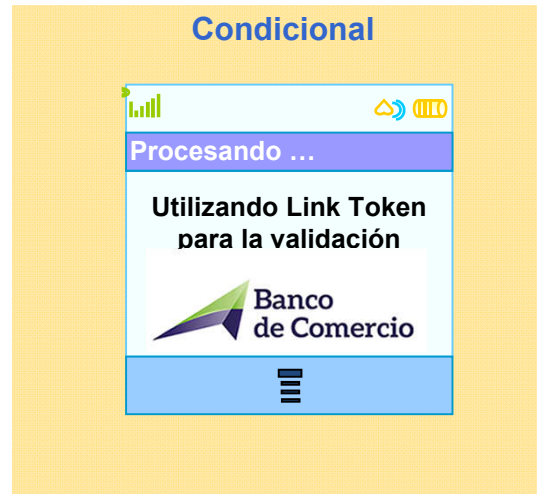 Condicional
Procesando …
Utilizando Link Token
para la validación
Banco
de Comercio